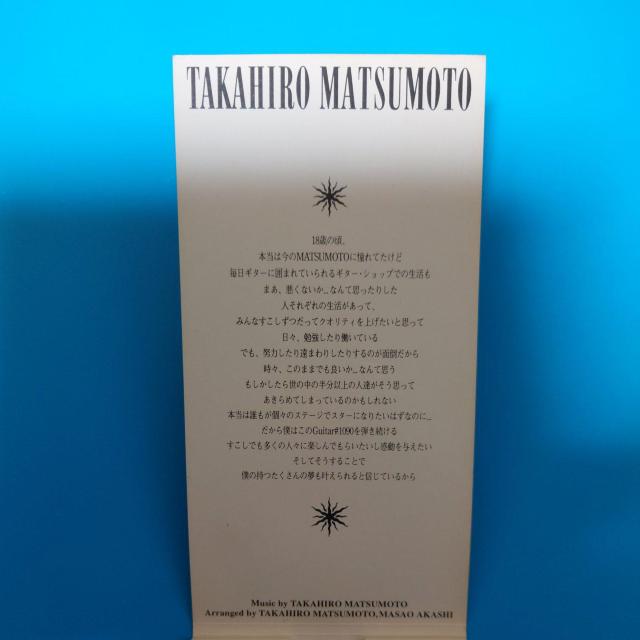 TAKAHIRO MATSUMOTO
18歳の頃、
本当は今のMATSUMOTOに憧れてたけど
毎日ギターに囲まれていられるギター・ショップでの生活も
まあ、悪くないか…なんて思ったりした
人それぞれの生活があって、
みんなすこしずつだってクオリティを上げたいと思って
日々、勉強したり働いている
でも、努力したり遠まわりしたりするのが面倒だから
時々、このままでも良いか…なんて思う
もしかしたら世の中の半分以上の人達がそう思って
あきらめてしまっているのかもしれない
本当は誰もが個々のステージでスターになりたいはずなのに…
だから僕はこのGuitar#1090を弾き続ける
すこしでも多くの人々に楽しんでもらいたいし感動を与えたい
そしてそうすることで
僕の持つたくさんの夢も叶えられると信じているから
Music by TAKAHIRO MATSUMOTO
Arranged by TAKAHIRO MATSUMOTO, MASAO AKASHI